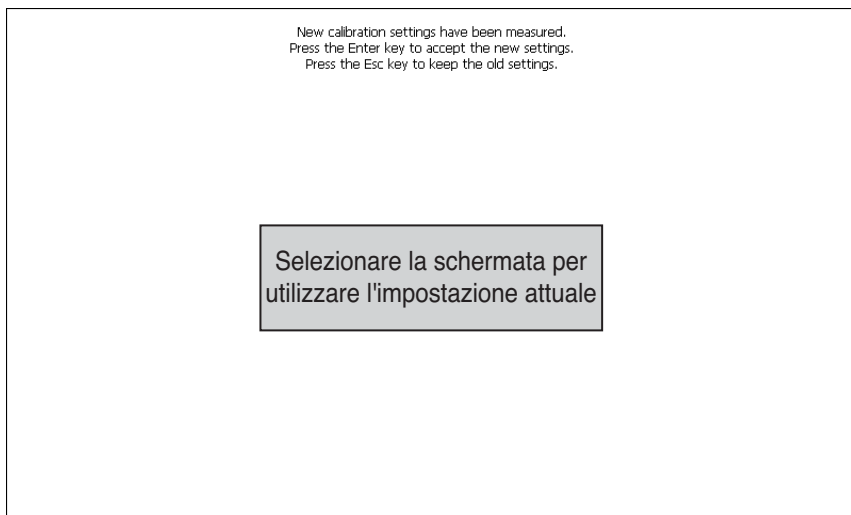 New calibration settings have been measured.
Press the Enter key to accept the new settings.
Press the Esc key to keep the old settings.
Selezionare la schermata per
utilizzare l'impostazione attuale